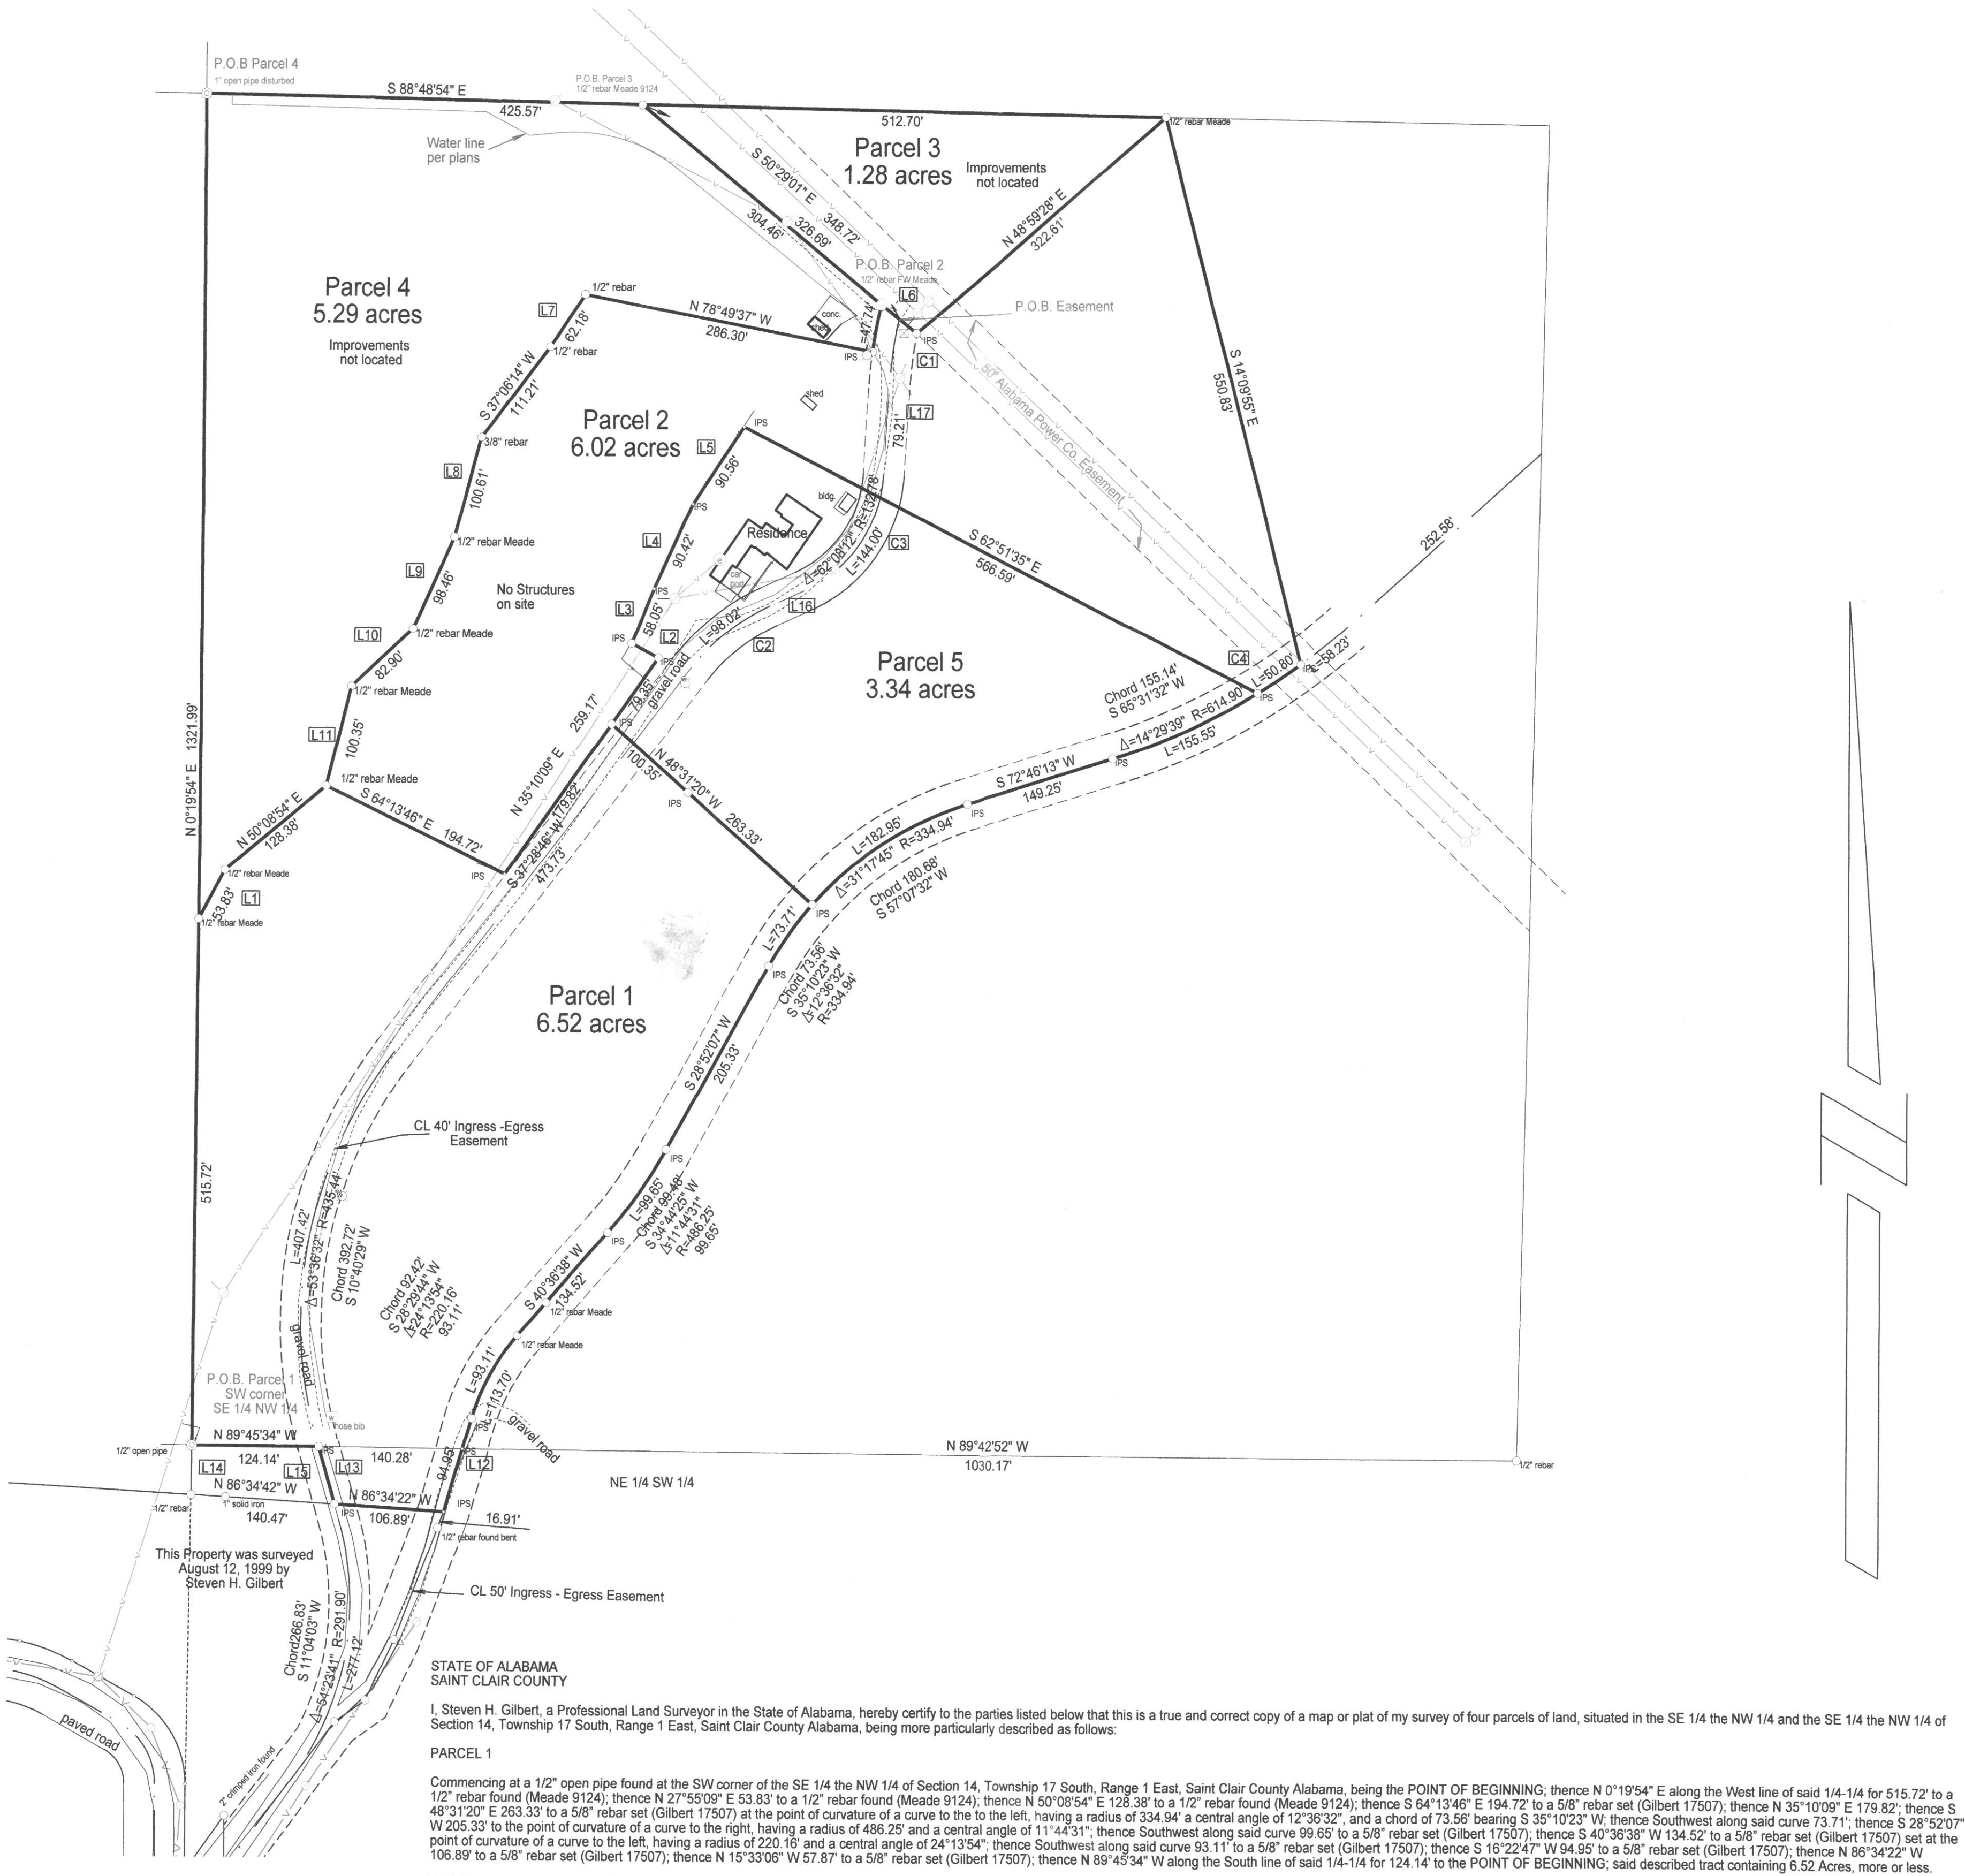 P.O.B Parcel 4
1" open pipe disturbed
S 88°48'54" E
425.57'
P.O.B. Parcel 3
1/2" rebar Meade 9124
512.70'
1/2" rebar Meade
Water line
per plans
Parcel 3
1.28 acres
Improvements
not located
S 50°29'01" E 348.72'
304.46'
326.69'
N 48°59'28" E
322.61'
P.O.B. Parcel 2
1/2" rebar FW Meade
L6
P.O.B. Easement
Parcel 4
5.29 acres
Improvements
not located
1/2" rebar
L7
62.18'
N 78°49'37" W
286.30'
conc.
shed
47.74'
IPS
IPS
C1
1/2" rebar
S 37°06'14" W
111.21'
S 14°09'55" E
550.83'
50' Alabama Power Co. Easement
shed
L17
79.21'
Parcel 2
6.02 acres
IPS
3/8" rebar
L5
90.56'
L8
100.61'
bldg.
IPS
Residence
Δ=62°08'12" R=132.78'
L=144.00'
C3
S 62°51'35" E
566.59'
252.58'
1/2" rebar Meade
L4
90.42'
L9
98.46'
car
port
No Structures
on site
IPS
L3
58.05'
L16
L=98.02'
L10
82.90'
1/2" rebar Meade
IPS
L2
IPS
C2
gravel road
79.35'
Parcel 5
3.34 acres
C4
L=50.80'
IPS
L=58.23'
IPS
Chord 155.14'
S 65°31'32" W
Δ=14°29'39" R=614.90'
L=155.55'
1/2" rebar Meade
N 0°19'54" E 1321.99'
L11
100.35'
259.17'
IPS
N 48°31'20" W
100.35'
263.33'
IPS
IPS
S 72°46'13" W
149.25'
IPS
1/2" rebar Meade
N 35°10'09" E
179.82'
N 50°08'54" E
128.38'
S 64°13'46" E 194.72'
IPS
S 37°28'46" W
473.73'
L=182.95'
Δ=31°17'45" R=334.94'
Chord 180.68'
S 57°07'32" W
IPS
1/2" rebar Meade
53.83'
L1
1/2" rebar Meade
L=73.71'
IPS
Chord 73.56'
S 35°10'23" W
Δ=12°36'32"
R=334.94'
Parcel 1
6.52 acres
S 28°52'07" W
205.33'
CL 40' Ingress -Egress
Easement
515.72'
IPS
L=99.65'
Chord 99.48'
S 34°44'25" W
Δ=11°44'31"
R=486.25'
99.65'
IPS
L=407.42'
Δ=53°36'32" R=435.44'
Chord 392.72'
S 10°40'29" W
Chord 92.42'
S 28°29'44" W
Δ=24°13'54"
R=220.16'
93.11'
S 40°36'38" W
134.52'
1/2" rebar Meade
1/2" rebar Meade
gravel road
L=93.11'
L=113.70'
P.O.B. Parcel 1
SW corner
SE 1/4 NW 1/4
hose bib
IPS
gravel road
1/2" open pipe
N 89°45'34" W
124.14'
IPS
140.28'
94.95'
IPS
L12
N 89°42'52" W
1030.17'
1/2" rebar
L14
L15
L13
N 86°34'42" W
140.47'
1/2" rebar
1" solid iron
IPS
N 86°34'22" W
106.89'
IPS
16.91'
1/2" rebar found bent
NE 1/4 SW 1/4
This Property was surveyed
August 12, 1999 by
Steven H. Gilbert
CL 50' Ingress - Egress Easement
Chord266.83'
S 11°04'03" W
Δ=54°23'41" R=291.90'
L=277.12'
paved road
2" crimped iron found
STATE OF ALABAMA
SAINT CLAIR COUNTY
I, Steven H. Gilbert, a Professional Land Surveyor in the State of Alabama, hereby certify to the parties listed below that this is a true and correct copy of a map or plat of my survey of four parcels of land, situated in the SE 1/4 the NW 1/4 and the SE 1/4 the NW 1/4 of
Section 14, Township 17 South, Range 1 East, Saint Clair County Alabama, being more particularly described as follows:
PARCEL 1
Commencing at a 1/2" open pipe found at the SW corner of the SE 1/4 the NW 1/4 of Section 14, Township 17 South, Range 1 East, Saint Clair County Alabama, being the POINT OF BEGINNING; thence N 0°19'54" E along the West line of said 1/4-1/4 for 515.72' to a
1/2" rebar found (Meade 9124); thence N 27°55'09" E 53.83' to a 1/2" rebar found (Meade 9124); thence N 50°08'54" E 128.38' to a 1/2" rebar found (Meade 9124); thence S 64°13'46" E 194.72' to a 5/8" rebar set (Gilbert 17507); thence N 35°10'09" E 179.82'; thence S
48°31'20" E 263.33' to a 5/8" rebar set (Gilbert 17507) at the point of curvature of a curve to the to the left, having a radius of 334.94' a central angle of 12°36'32", and a chord of 73.56' bearing S 35°10'23" W; thence Southwest along said curve 73.71'; thence S 28°52'07"
W 205.33' to the point of curvature of a curve to the right, having a radius of 486.25' and a central angle of 11°44'31"; thence Southwest along said curve 99.65' to a 5/8" rebar set (Gilbert 17507); thence S 40°36'38" W 134.52' to a 5/8" rebar set (Gilbert 17507) set at the
point of curvature of a curve to the left, having a radius of 220.16' and a central angle of 24°13'54"; thence Southwest along said curve 93.11' to a 5/8" rebar set (Gilbert 17507); thence S 16°22'47" W 94.95' to a 5/8" rebar set (Gilbert 17507); thence N 86°34'22" W
106.89' to a 5/8" rebar set (Gilbert 17507); thence N 15°33'06" W 57.87' to a 5/8" rebar set (Gilbert 17507); thence N 89°45'34" W along the South line of said 1/4-1/4 for 124.14' to the POINT OF BEGINNING; said described tract containing 6.52 Acres, more or less.